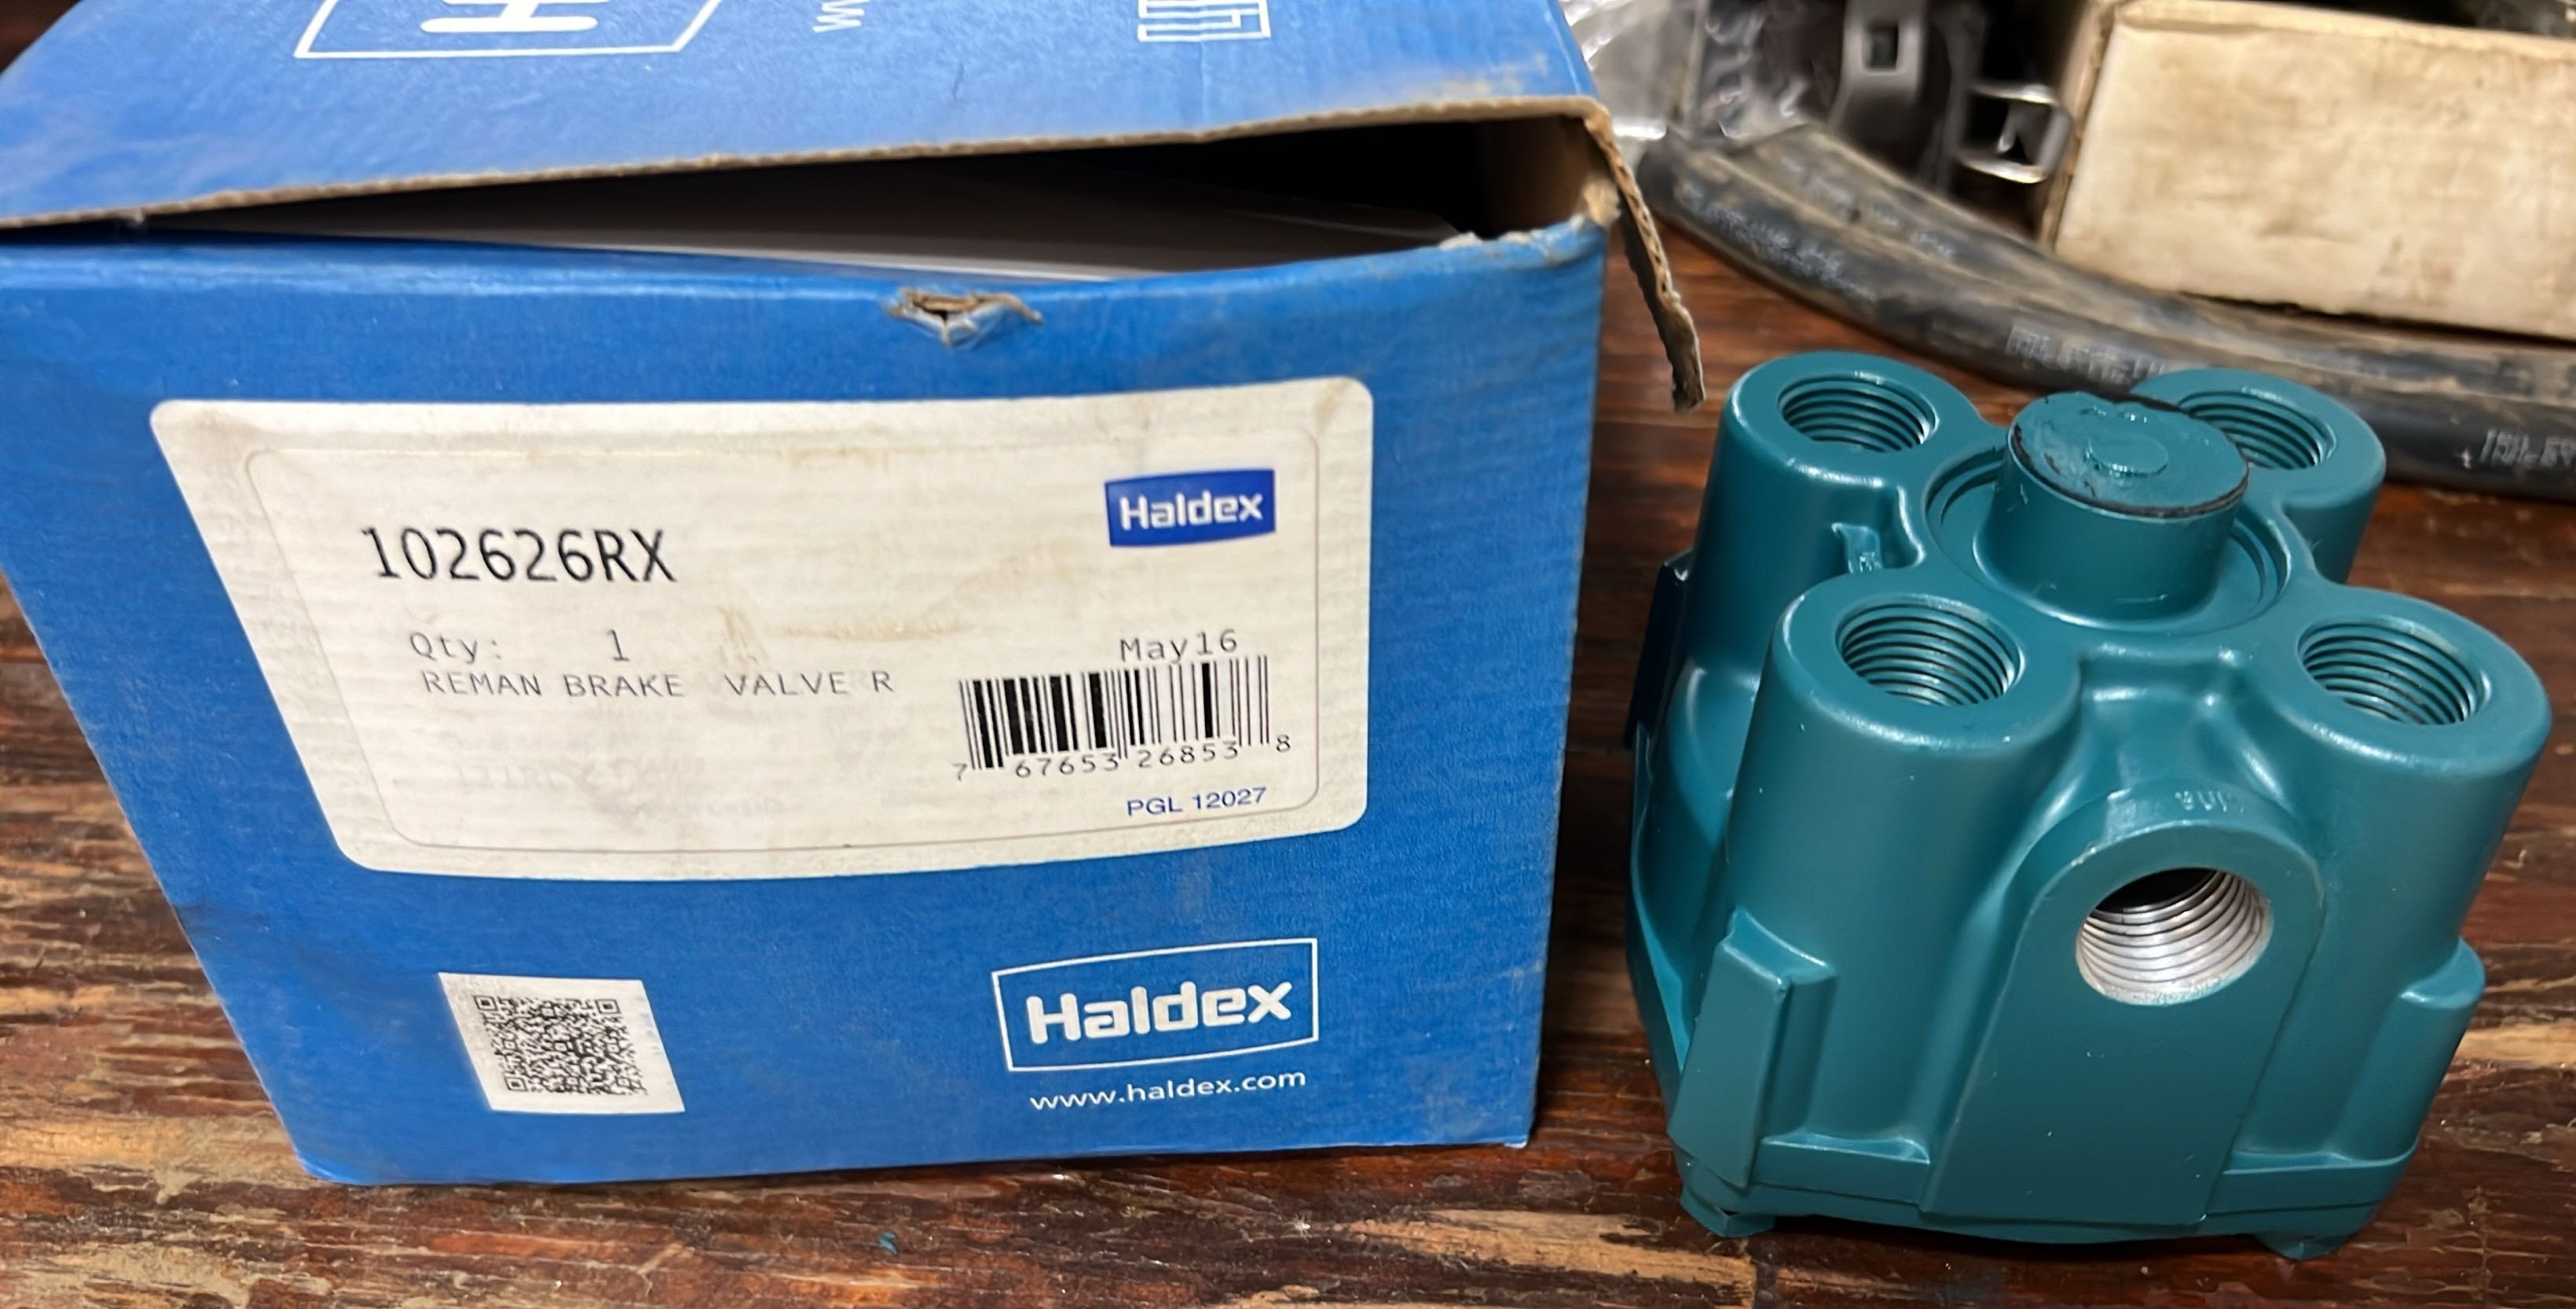 102626RX
Haldex
Qty: 1
May16
REMAN BRAKE VALVE R
7 67653 26853 8
PGL 12027
Haldex
www.haldex.com